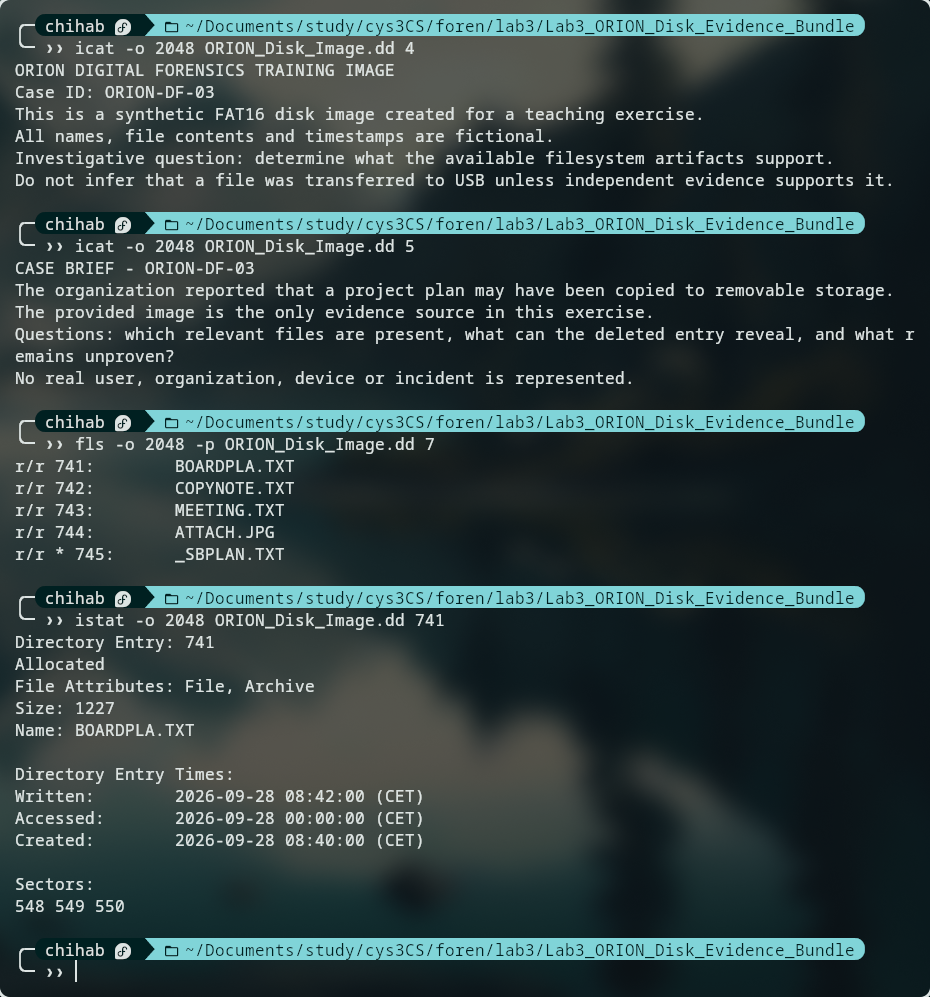 chihab ~/Documents/study/cys3CS/foren/lab3/Lab3_ORION_Disk_Evidence_Bundle
›› icat -o 2048 ORION_Disk_Image.dd 4
ORION DIGITAL FORENSICS TRAINING IMAGE
Case ID: ORION-DF-03
This is a synthetic FAT16 disk image created for a teaching exercise.
All names, file contents and timestamps are fictional.
Investigative question: determine what the available filesystem artifacts support.
Do not infer that a file was transferred to USB unless independent evidence supports it.
chihab ~/Documents/study/cys3CS/foren/lab3/Lab3_ORION_Disk_Evidence_Bundle
›› icat -o 2048 ORION_Disk_Image.dd 5
CASE BRIEF - ORION-DF-03
The organization reported that a project plan may have been copied to removable storage.
The provided image is the only evidence source in this exercise.
Questions: which relevant files are present, what can the deleted entry reveal, and what r
emains unproven?
No real user, organization, device or incident is represented.
chihab ~/Documents/study/cys3CS/foren/lab3/Lab3_ORION_Disk_Evidence_Bundle
›› fls -o 2048 -p ORION_Disk_Image.dd 7
r/r 741:        BOARDPLA.TXT
r/r 742:        COPYNOTE.TXT
r/r 743:        MEETING.TXT
r/r 744:        ATTACH.JPG
r/r * 745:      _SBPLAN.TXT
chihab ~/Documents/study/cys3CS/foren/lab3/Lab3_ORION_Disk_Evidence_Bundle
›› istat -o 2048 ORION_Disk_Image.dd 741
Directory Entry: 741
Allocated
File Attributes: File, Archive
Size: 1227
Name: BOARDPLA.TXT
Directory Entry Times:
Written:        2026-09-28 08:42:00 (CET)
Accessed:       2026-09-28 00:00:00 (CET)
Created:        2026-09-28 08:40:00 (CET)
Sectors:
548 549 550
chihab ~/Documents/study/cys3CS/foren/lab3/Lab3_ORION_Disk_Evidence_Bundle
››